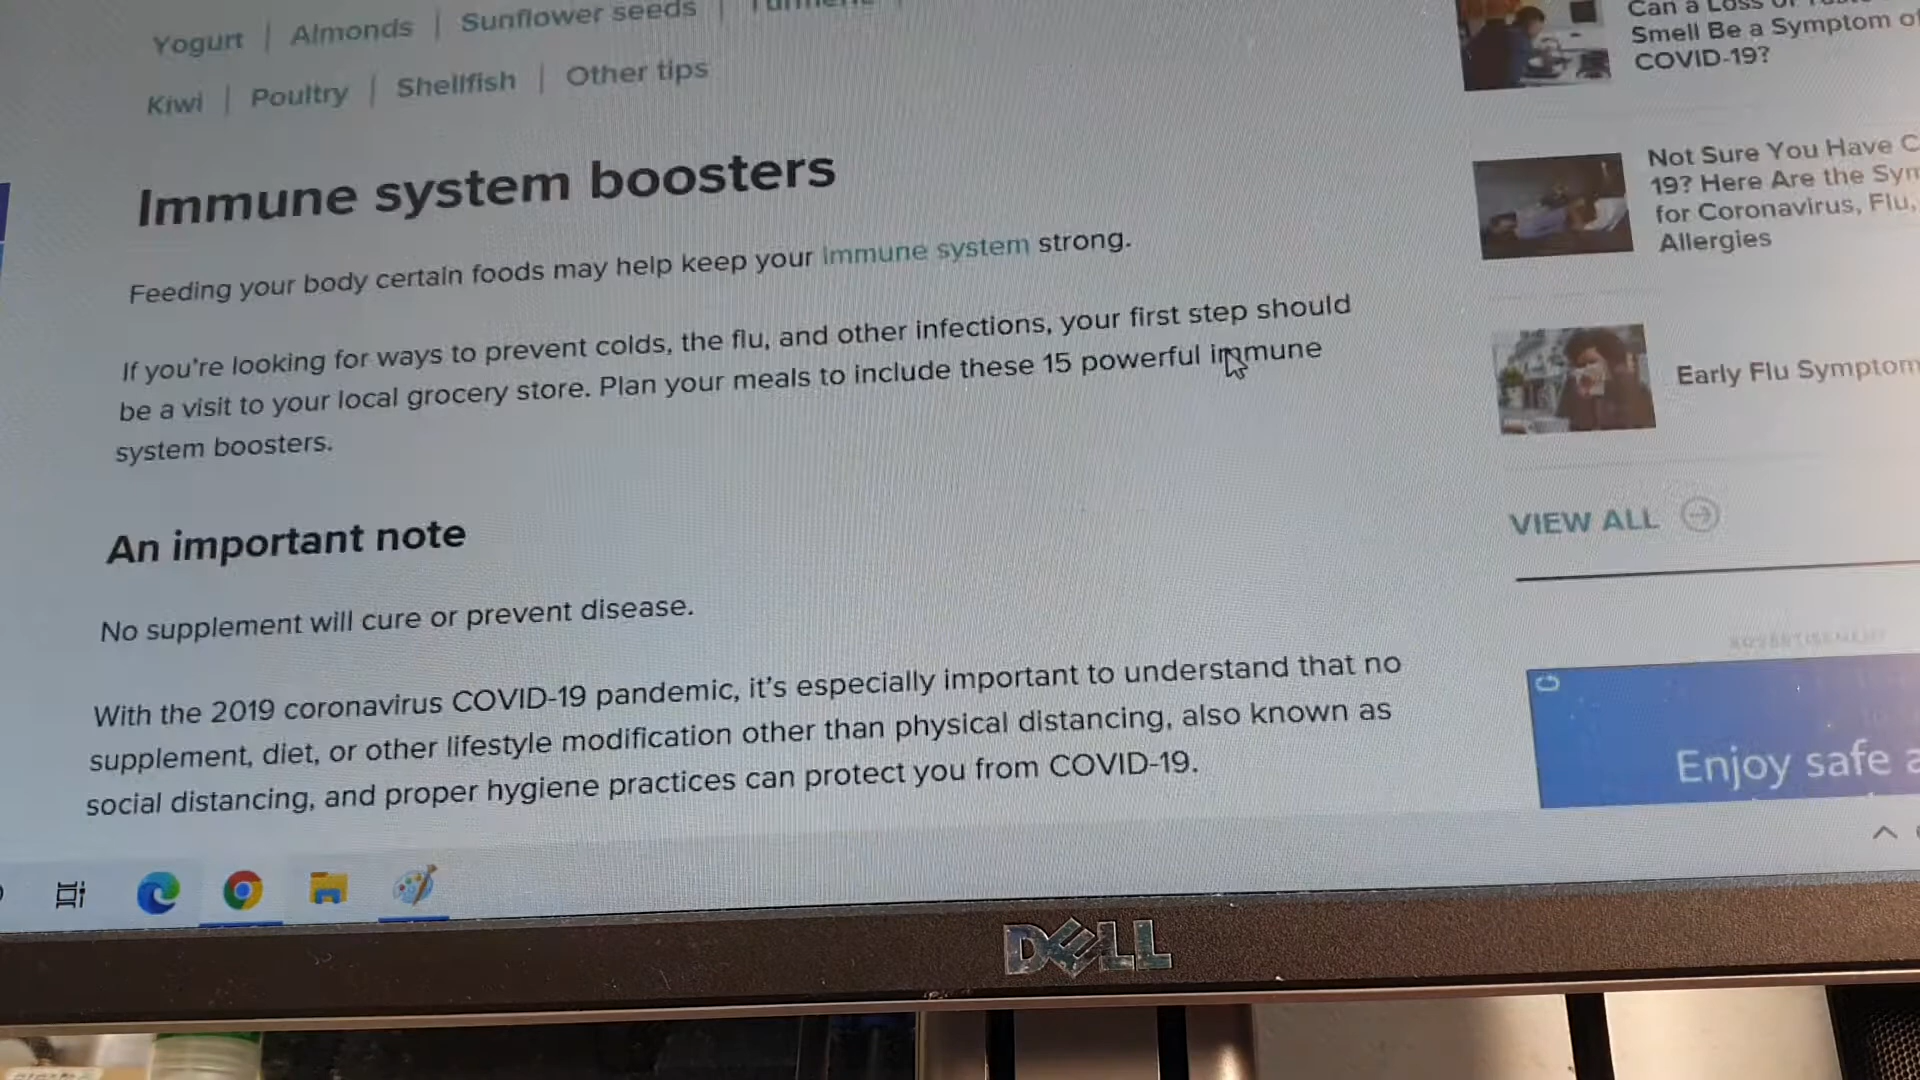 Yogurt | Almonds | Sunflower seeds |
Kiwi | Poultry | Shellfish | Other tips
Immune system boosters
Feeding your body certain foods may help keep your immune system strong.
If you're looking for ways to prevent colds, the flu, and other infections, your first step should
be a visit to your local grocery store. Plan your meals to include these 15 powerful immune
system boosters.
An important note
No supplement will cure or prevent disease.
With the 2019 coronavirus COVID-19 pandemic, it's especially important to understand that no
supplement, diet, or other lifestyle modification other than physical distancing, also known as
social distancing, and proper hygiene practices can protect you from COVID-19.
Can a Loss of
Smell Be a Symptom of
COVID-19?
Not Sure You Have C
19? Here Are the Sym
for Coronavirus, Flu,
Allergies
Early Flu Symptom
VIEW ALL
ADVERTISEMENT
Enjoy safe a
DELL